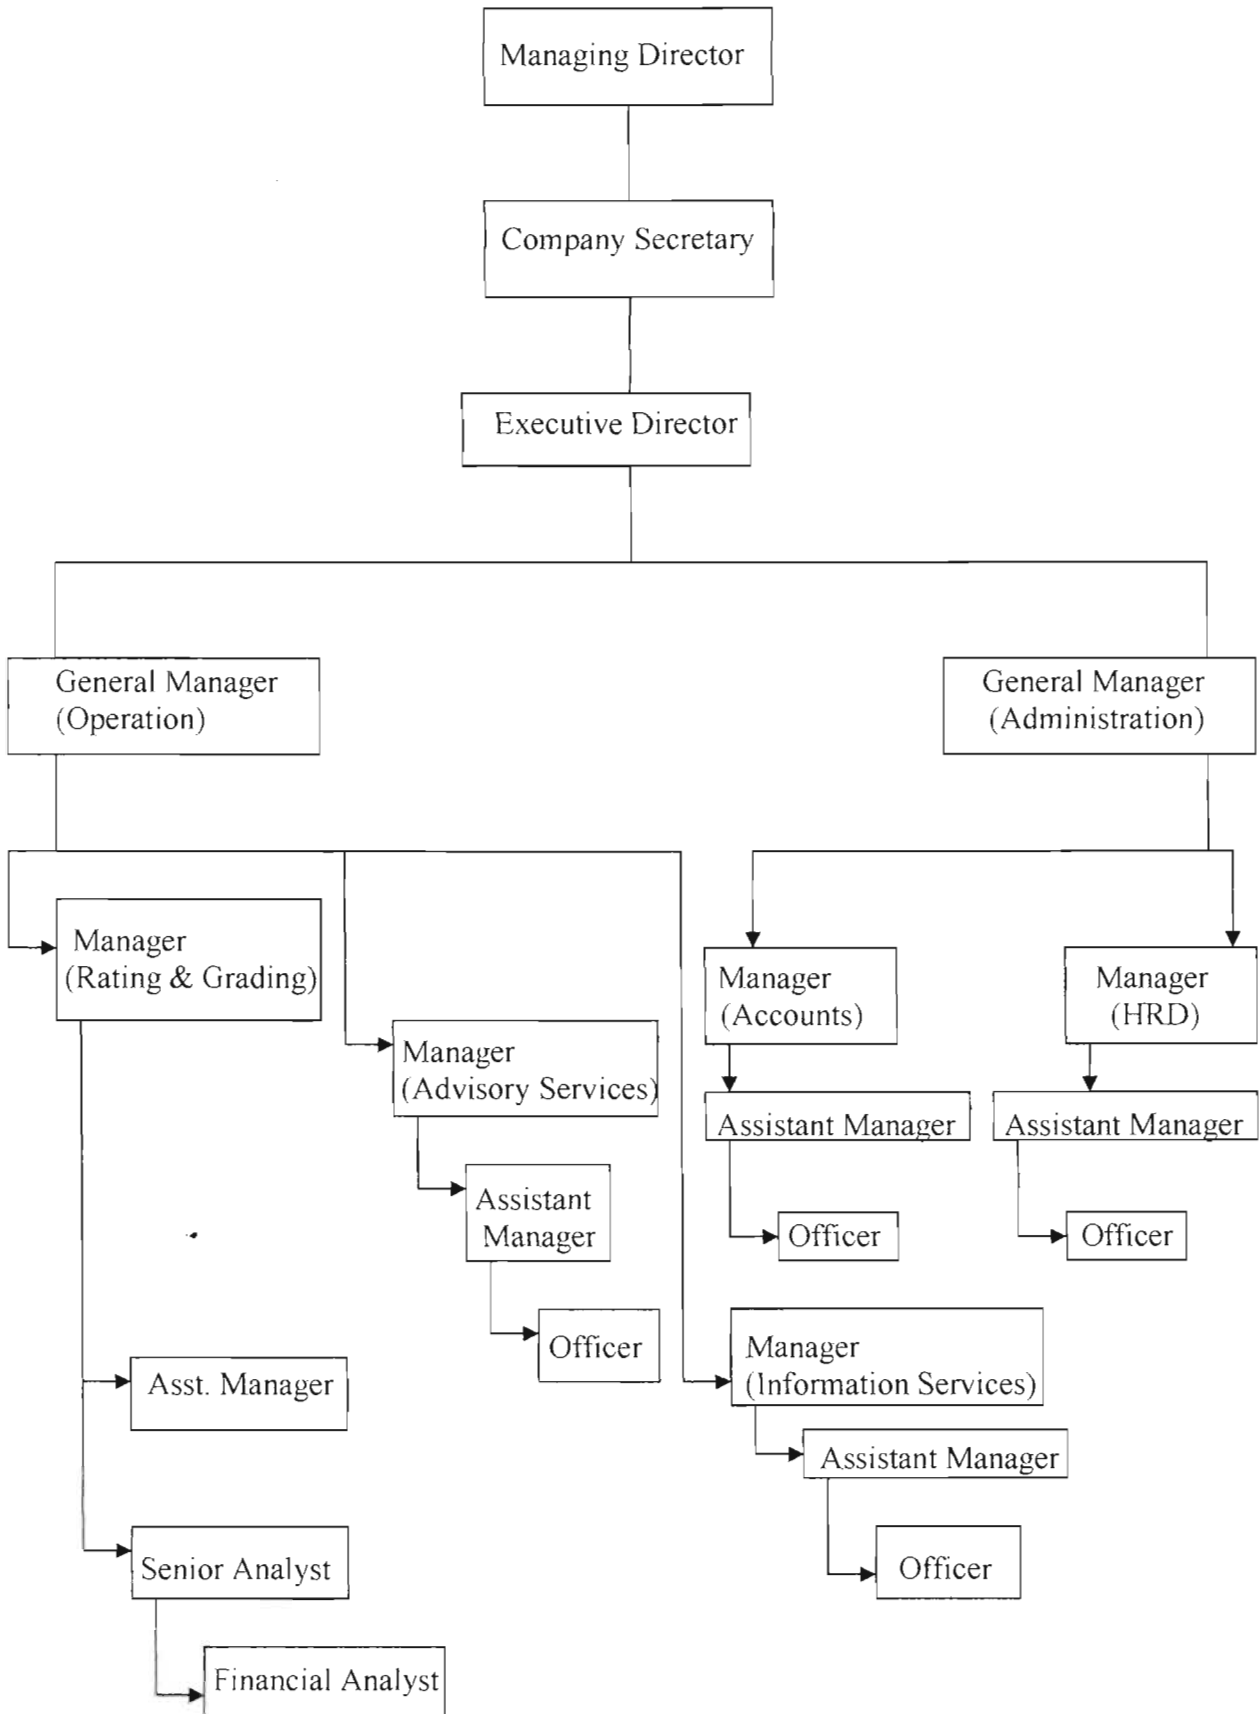 Managing Director
Company Secretary
Executive Director
General Manager
(Operation)
General Manager
(Administration)
Manager
(Rating & Grading)
Manager
(Accounts)
Manager
(HRD)
Manager
(Advisory Services)
Assistant Manager
Assistant Manager
Assistant
Manager
Officer
Officer
Officer
Manager
(Information Services)
Asst. Manager
Assistant Manager
Senior Analyst
Officer
Financial Analyst